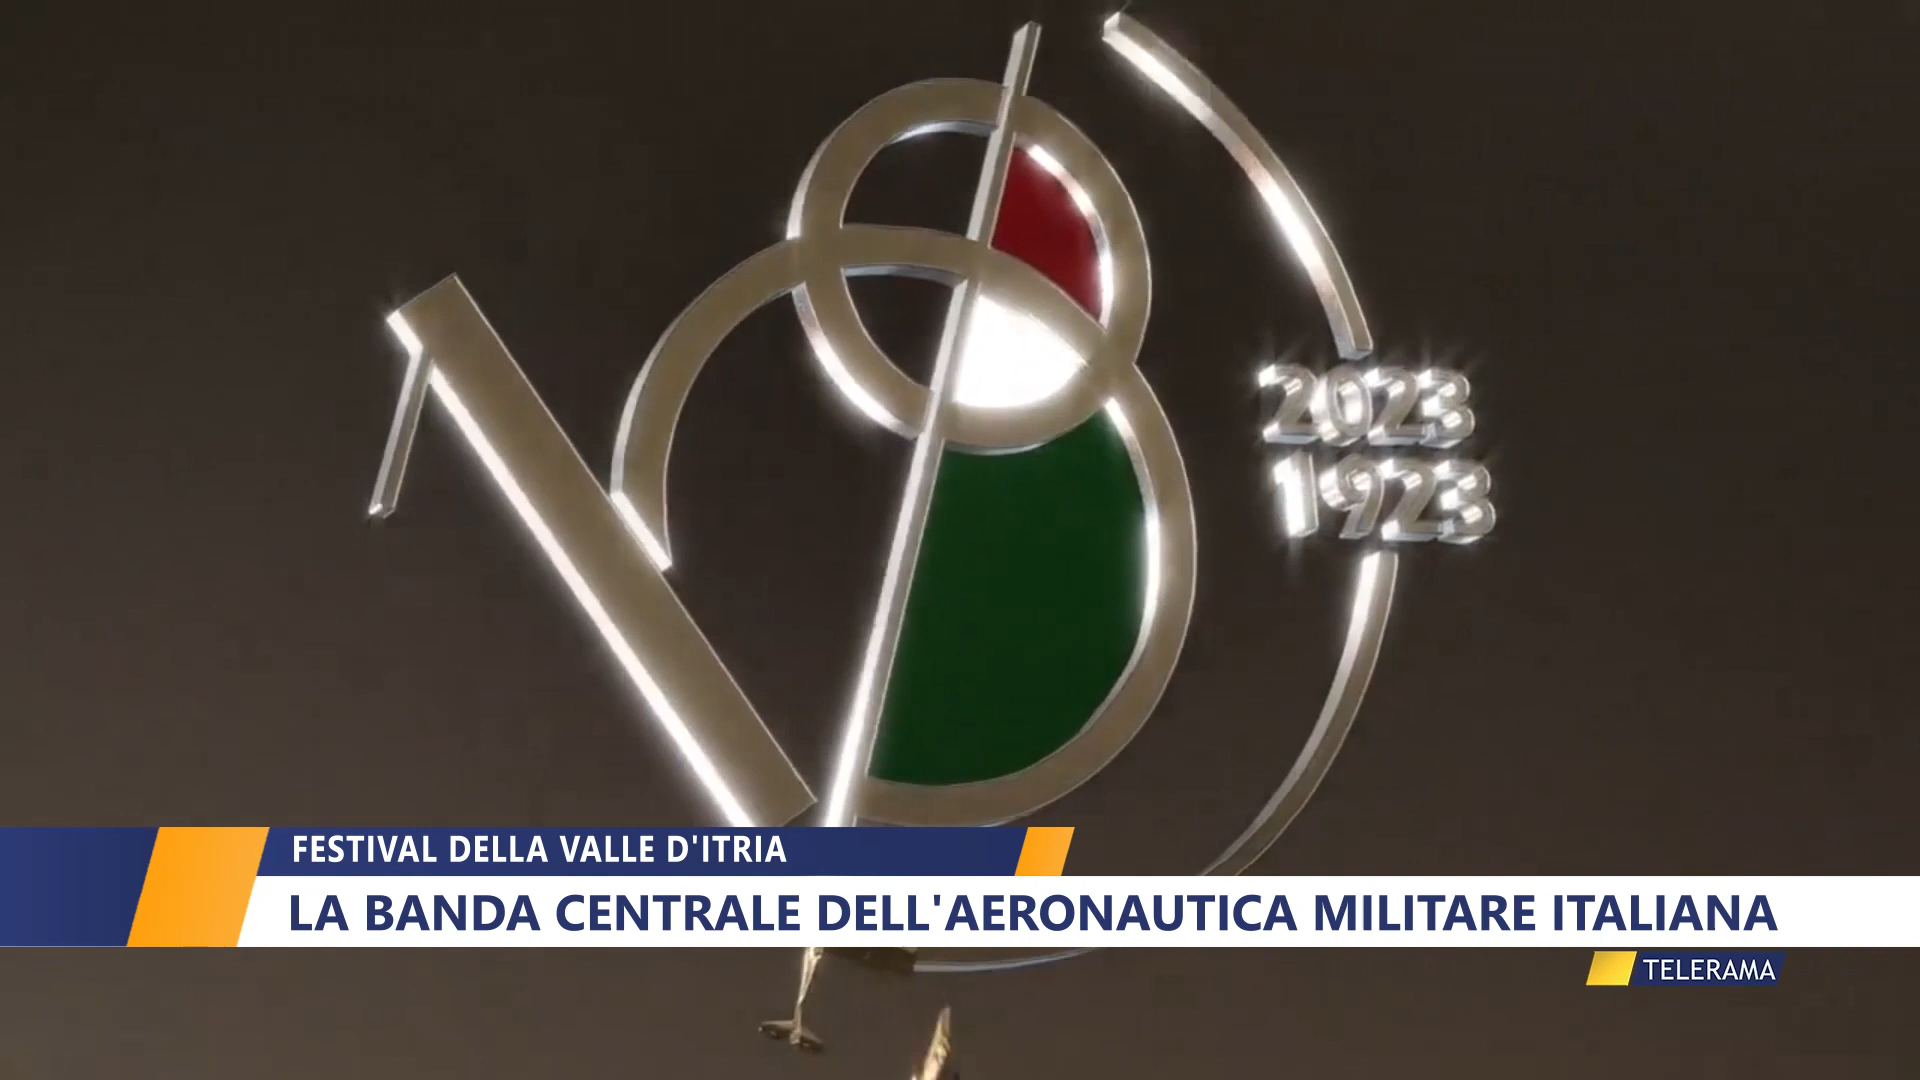 2023
1923
FESTIVAL DELLA VALLE D'ITRIA
LA BANDA CENTRALE DELL'AERONAUTICA MILITARE ITALIANA
TELERAMA